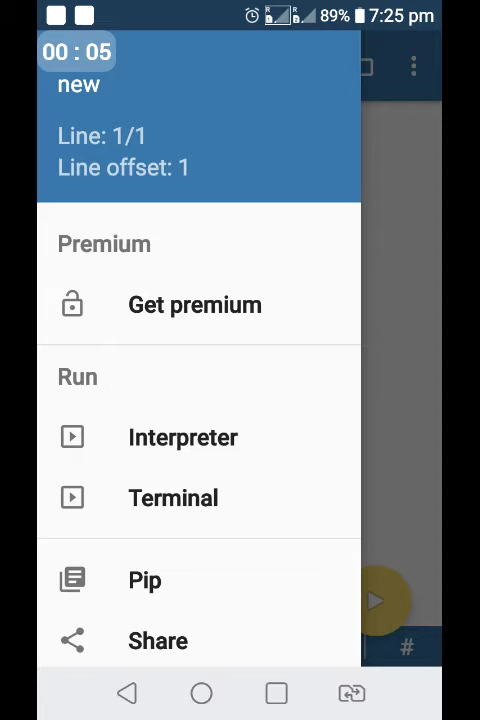 89% 7:25 pm
00 : 05
new
Line: 1/1
Line offset: 1
Premium
Get premium
Run
Interpreter
Terminal
Pip
Share
#